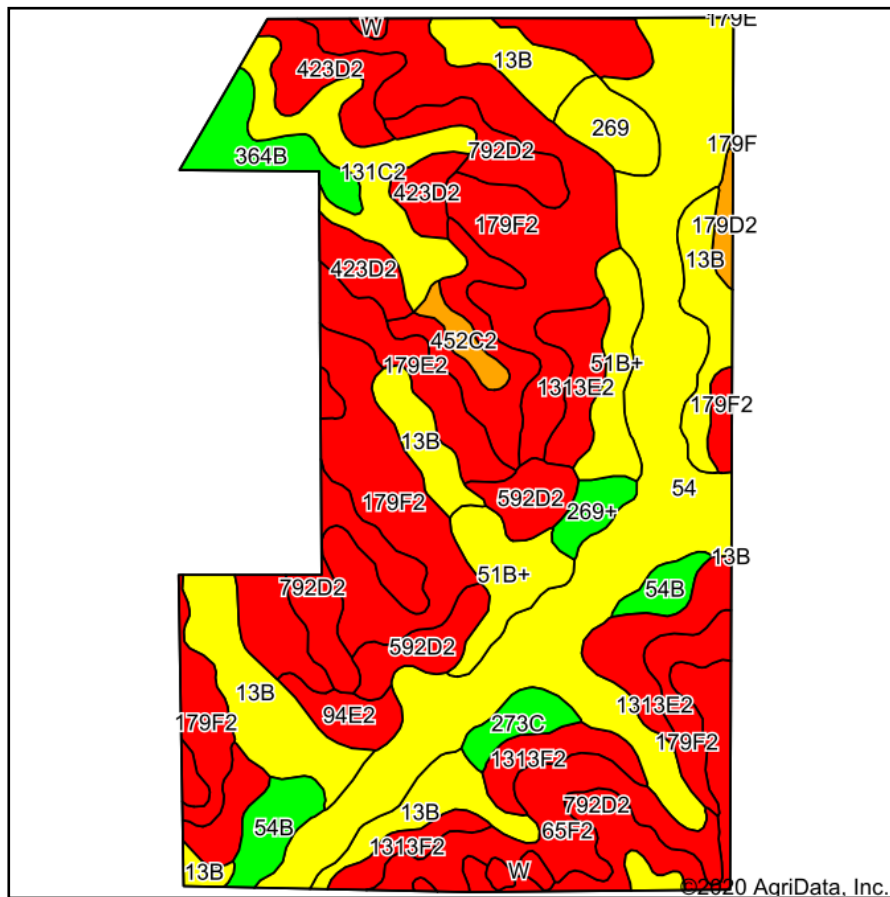 179E
W
13B
423D2
269
179F
792D2
364B
131C2
423D2
179F2
179D2
13B
423D2
452C2
179E2
51B+
1313E2
179F2
13B
54
592D2
179F2
269+
13B
51B+
792D2
54B
592D2
13B
1313E2
94E2
179F2
273C
179F2
1313F2
792D2
13B
54B
65F2
1313F2
W
13B
©2020 AgriData, Inc.